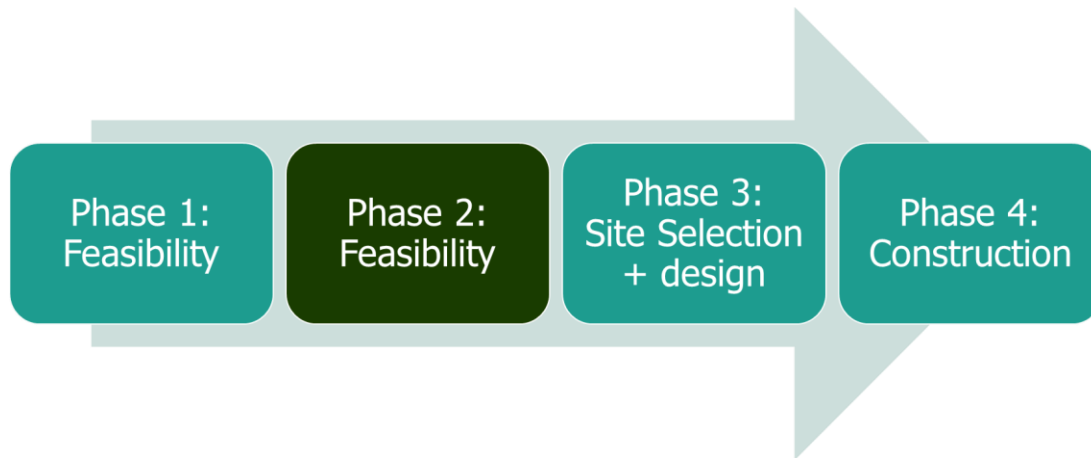 Phase 1:
Feasibility
Phase 2:
Feasibility
Phase 3:
Site Selection
+ design
Phase 4:
Construction